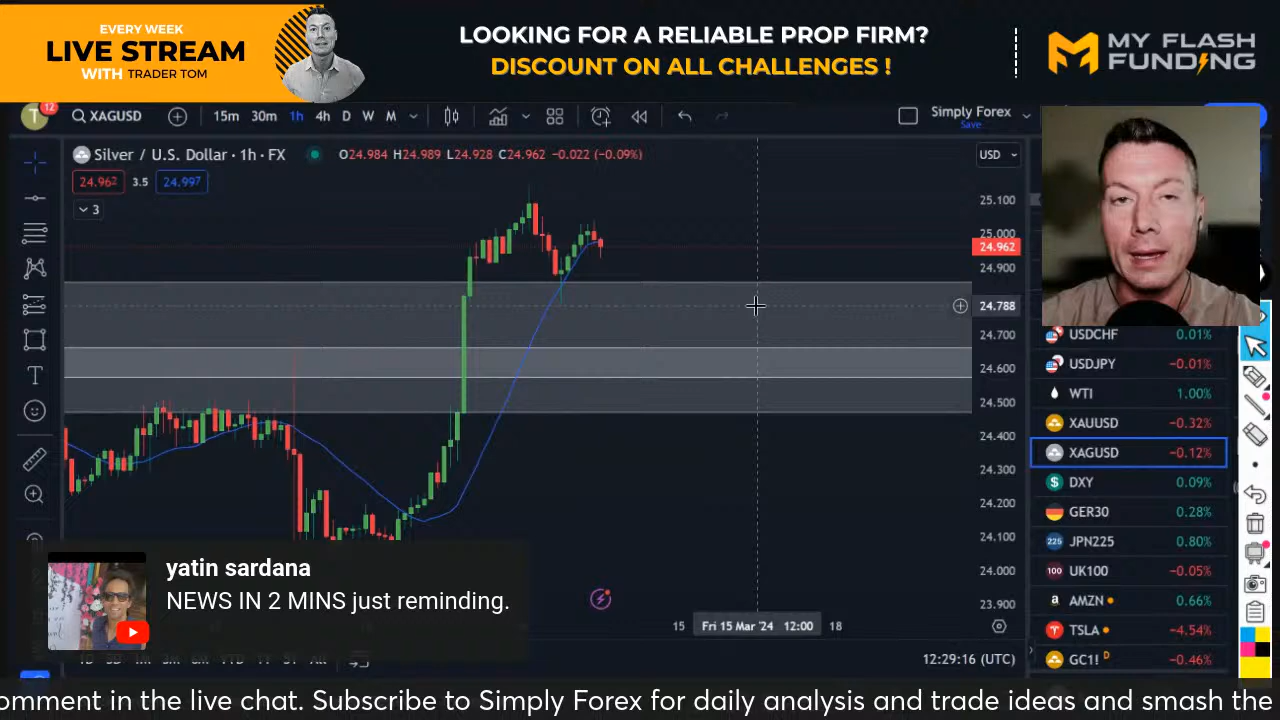 EVERY WEEK
LIVE STREAM
WITH TRADER TOM
LOOKING FOR A RELIABLE PROP FIRM?
DISCOUNT ON ALL CHALLENGES !
MY FLASH
FUNDING
T
12
XAGUSD
15m 30m 1h 4h D W M
Simply Forex
Save
Silver / U.S. Dollar · 1h · FX
O24.984 H24.989 L24.928 C24.962 −0.022 (−0.09%)
USD
24.962 3.5 24.997
3
25.100
25.000
24.962
24.900
24.788
24.700
24.600
24.500
24.400
24.300
24.200
24.100
24.000
23.900
USDCHF 0.01%
USDJPY −0.01%
WTI 1.00%
XAUUSD −0.32%
XAGUSD −0.12%
DXY 0.09%
GER30 0.28%
JPN225 0.80%
UK100 −0.05%
AMZN 0.66%
TSLA −4.54%
GC1! D −0.46%
yatin sardana
NEWS IN 2 MINS just reminding.
15 Fri 15 Mar '24 12:00 18
12:29:16 (UTC)
omment in the live chat. Subscribe to Simply Forex for daily analysis and trade ideas and smash the